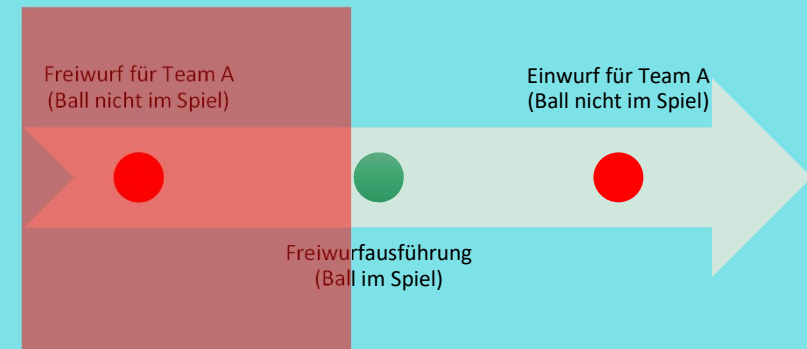 Freiwurf für Team A
(Ball nicht im Spiel)
Einwurf für Team A
(Ball nicht im Spiel)
Freiwurfausführung
(Ball im Spiel)